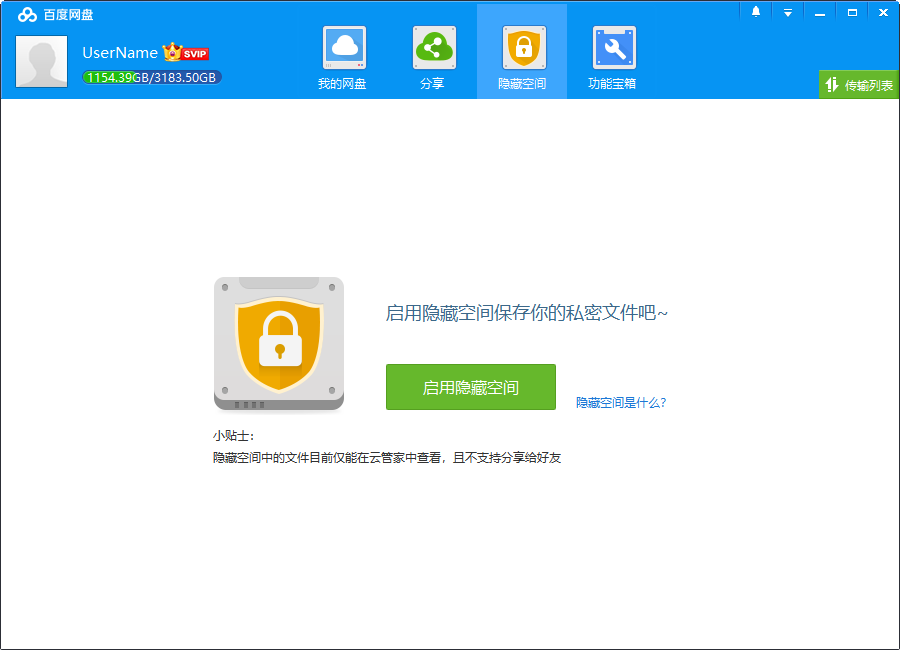 百度网盘
UserName SVIP
1154.39GB/3183.50GB
我的网盘
分享
隐藏空间
功能宝箱
传输列表
启用隐藏空间保存你的私密文件吧~
启用隐藏空间
隐藏空间是什么?
小贴士:
隐藏空间中的文件目前仅能在云管家中查看，且不支持分享给好友